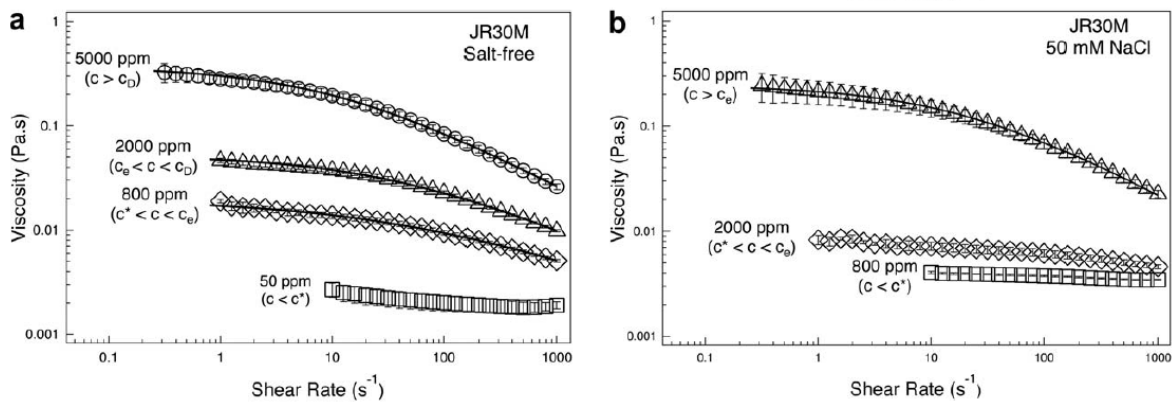 a
JR30M
Salt-free
5000 ppm
(c > c_D)
2000 ppm
(c_e < c < c_D)
800 ppm
(c* < c < c_e)
50 ppm
(c < c*)
Viscosity (Pa.s)
1
0.1
0.01
0.001
0.1 1 10 100 1000
Shear Rate (s⁻¹)
b
JR30M
50 mM NaCl
5000 ppm
(c > c_e)
2000 ppm
(c* < c < c_e)
800 ppm
(c < c*)
Viscosity (Pa.s)
1
0.1
0.01
0.001
0.1 1 10 100 1000
Shear Rate (s⁻¹)